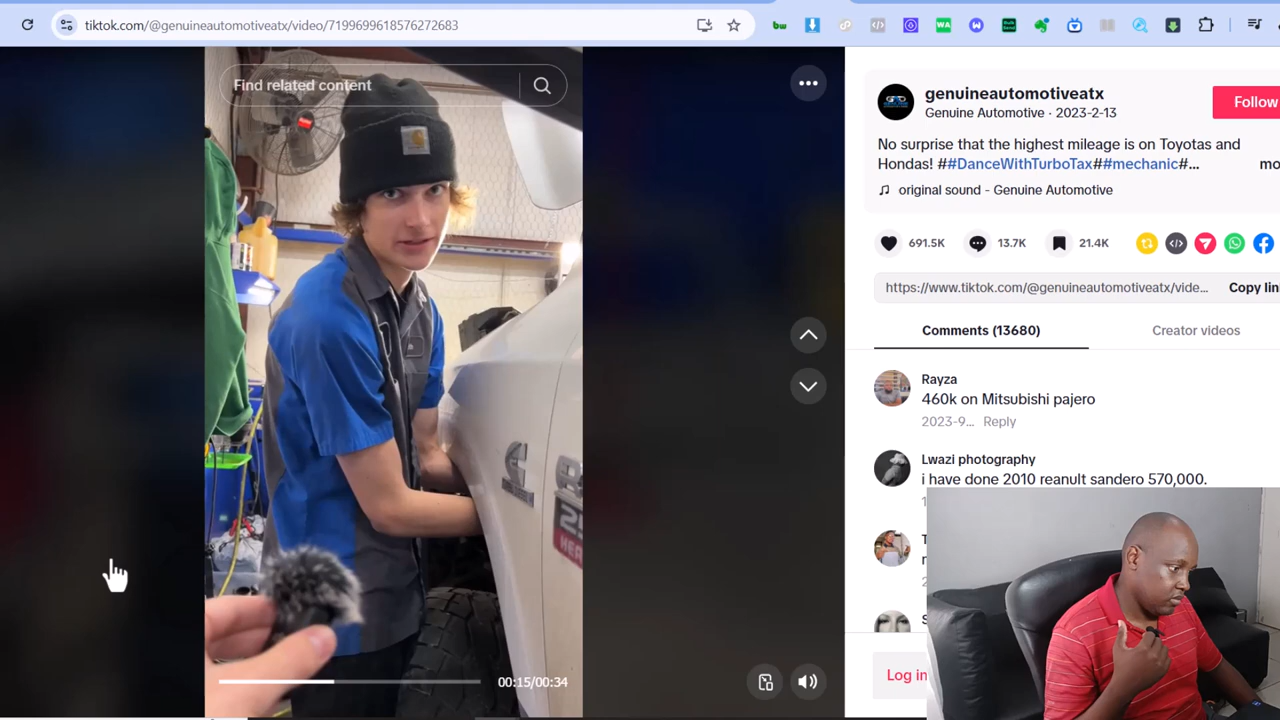 tiktok.com/@genuineautomotiveatx/video/7199699618576272683
Find related content
genuineautomotiveatx
Genuine Automotive · 2023-2-13
Follow
No surprise that the highest mileage is on Toyotas and
Hondas! ##DanceWithTurboTax##mechanic#...
mo
original sound - Genuine Automotive
691.5K
13.7K
21.4K
https://www.tiktok.com/@genuineautomotiveatx/vide...
Copy lin
Comments (13680)
Creator videos
Rayza
460k on Mitsubishi pajero
2023-9...
Reply
Lwazi photography
i have done 2010 reanult sandero 570,000.
00:15/00:34
Log in